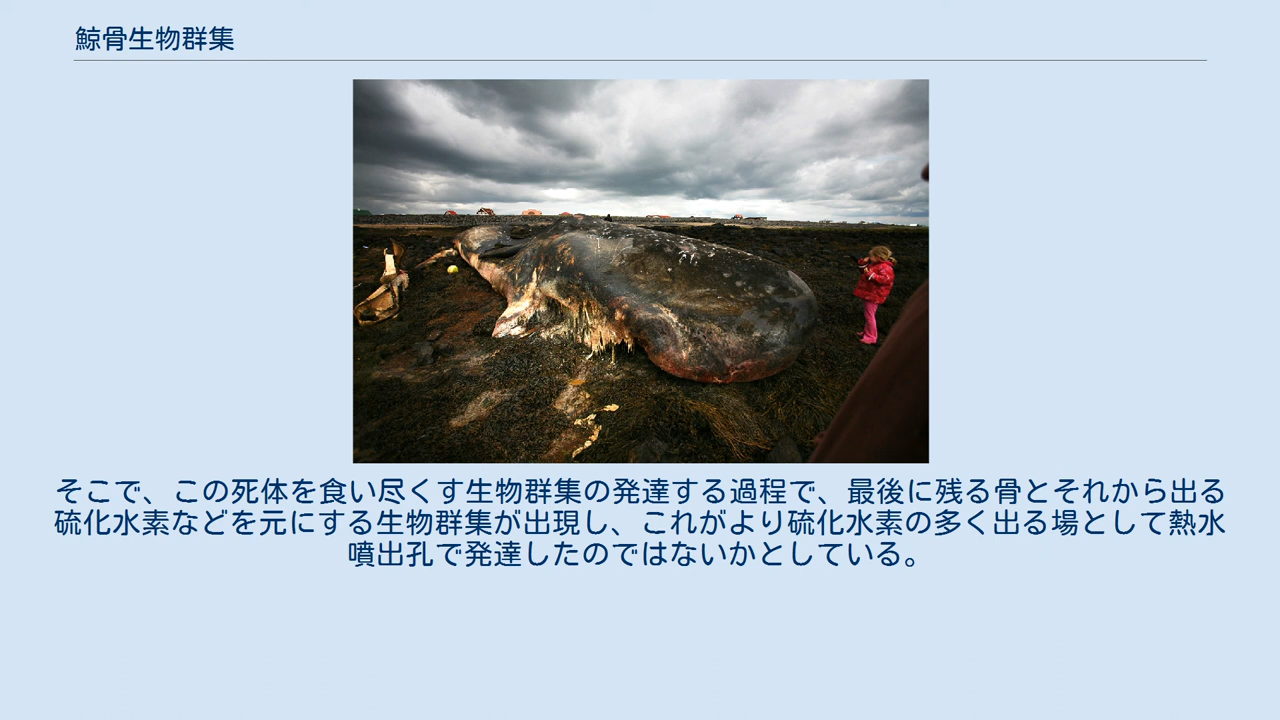 鯨骨生物群集
そこで、この死体を食い尽くす生物群集の発達する過程で、最後に残る骨とそれから出る
硫化水素などを元にする生物群集が出現し、これがより硫化水素の多く出る場として熱水
噴出孔で発達したのではないかとしている。